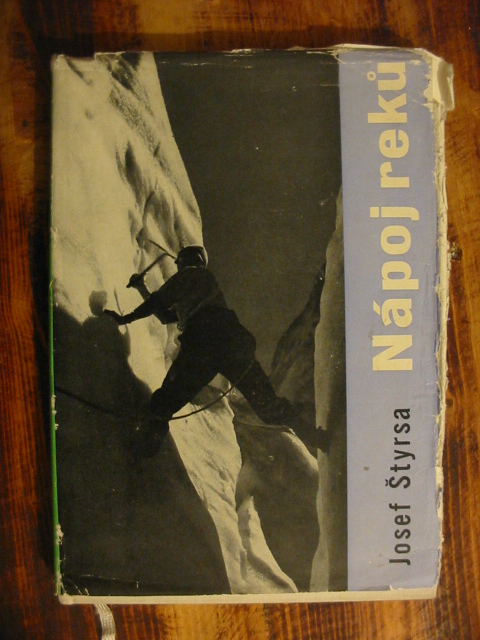 Josef Štyrsa
Nápoj reků